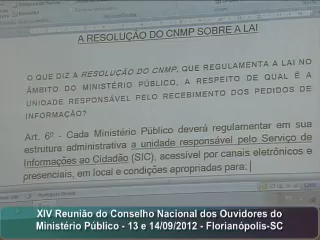 A RESOLUÇÃO DO CNMP SOBRE A LAI
O QUE DIZ A RESOLUÇÃO DO CNMP, QUE REGULAMENTA A LAI NO
ÂMBITO DO MINISTÉRIO PÚBLICO, A RESPEITO DE QUAL É A
UNIDADE RESPONSÁVEL PELO RECEBIMENTO DOS PEDIDOS DE
INFORMAÇÃO?
Art. 6º - Cada Ministério Público deverá regulamentar em sua
estrutura administrativa a unidade responsável pelo Serviço de
Informações ao Cidadão (SIC), acessível por canais eletrônicos e
presenciais, em local e condições apropriadas para:
XIV Reunião do Conselho Nacional dos Ouvidores do
Ministério Público - 13 e 14/09/2012 - Florianópolis-SC